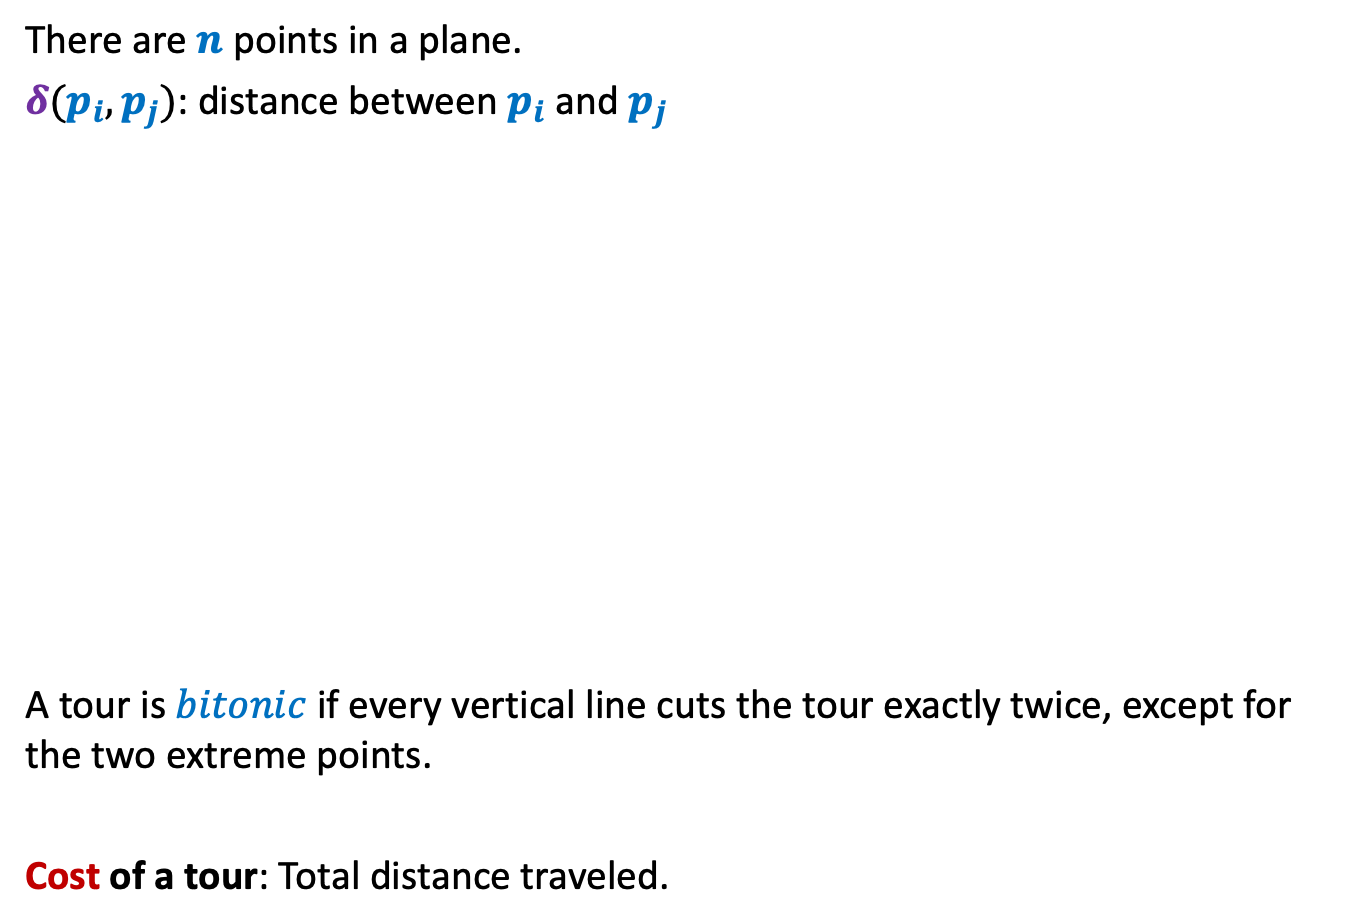 There are n points in a plane.
δ(pᵢ, pⱼ): distance between pᵢ and pⱼ
A tour is bitonic if every vertical line cuts the tour exactly twice, except for
the two extreme points.
Cost of a tour: Total distance traveled.